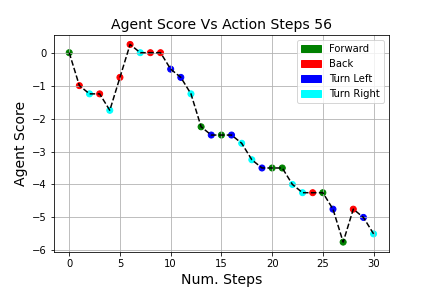 Agent Score Vs Action Steps 56
Forward
Back
Turn Left
Turn Right
Agent Score
0
−1
−2
−3
−4
−5
−6
0 5 10 15 20 25 30
Num. Steps